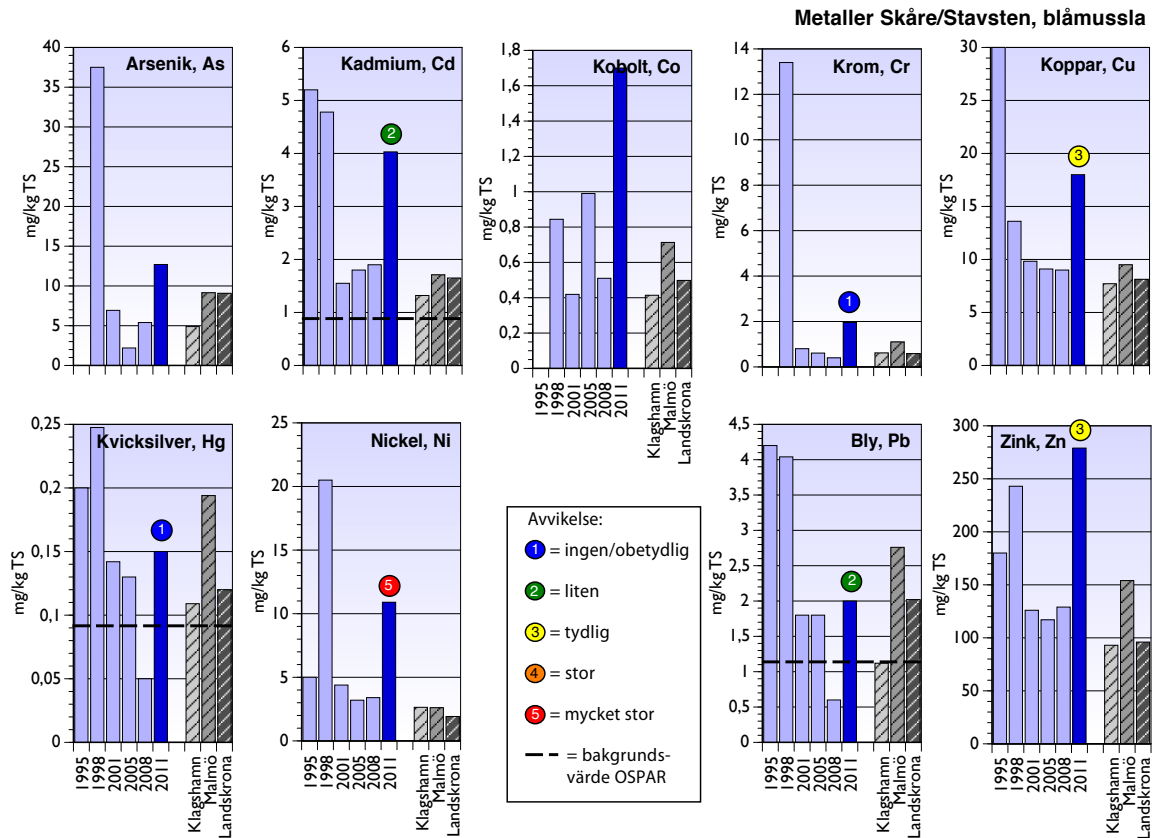 Metaller Skåre/Stavsten, blåmussla
Arsenik, As
mg/kg TS
40
35
30
25
20
15
10
5
0
Kadmium, Cd
mg/kg TS
6
5
4
3
2
1
0
2
Kobolt, Co
mg/kg TS
1,8
1,6
1,4
1,2
1
0,8
0,6
0,4
0,2
0
1995
1998
2001
2005
2008
2011
Klagshamn
Malmö
Landskrona
Krom, Cr
mg/kg TS
14
12
10
8
6
4
2
0
1
Koppar, Cu
mg/kg TS
30
25
20
15
10
5
0
3
Kvicksilver, Hg
mg/kg TS
0,25
0,2
0,15
0,1
0,05
0
1
1995
1998
2001
2005
2008
2011
Klagshamn
Malmö
Landskrona
Nickel, Ni
mg/kg TS
25
20
15
10
5
0
5
1995
1998
2001
2005
2008
2011
Klagshamn
Malmö
Landskrona
Avvikelse:
1 = ingen/obetydlig
2 = liten
3 = tydlig
4 = stor
5 = mycket stor
= bakgrunds-
värde OSPAR
Bly, Pb
mg/kg TS
4,5
4
3,5
3
2,5
2
1,5
1
0,5
0
2
1995
1998
2001
2005
2008
2011
Klagshamn
Malmö
Landskrona
Zink, Zn
mg/kg TS
300
250
200
150
100
50
0
3
1995
1998
2001
2005
2008
2011
Klagshamn
Malmö
Landskrona